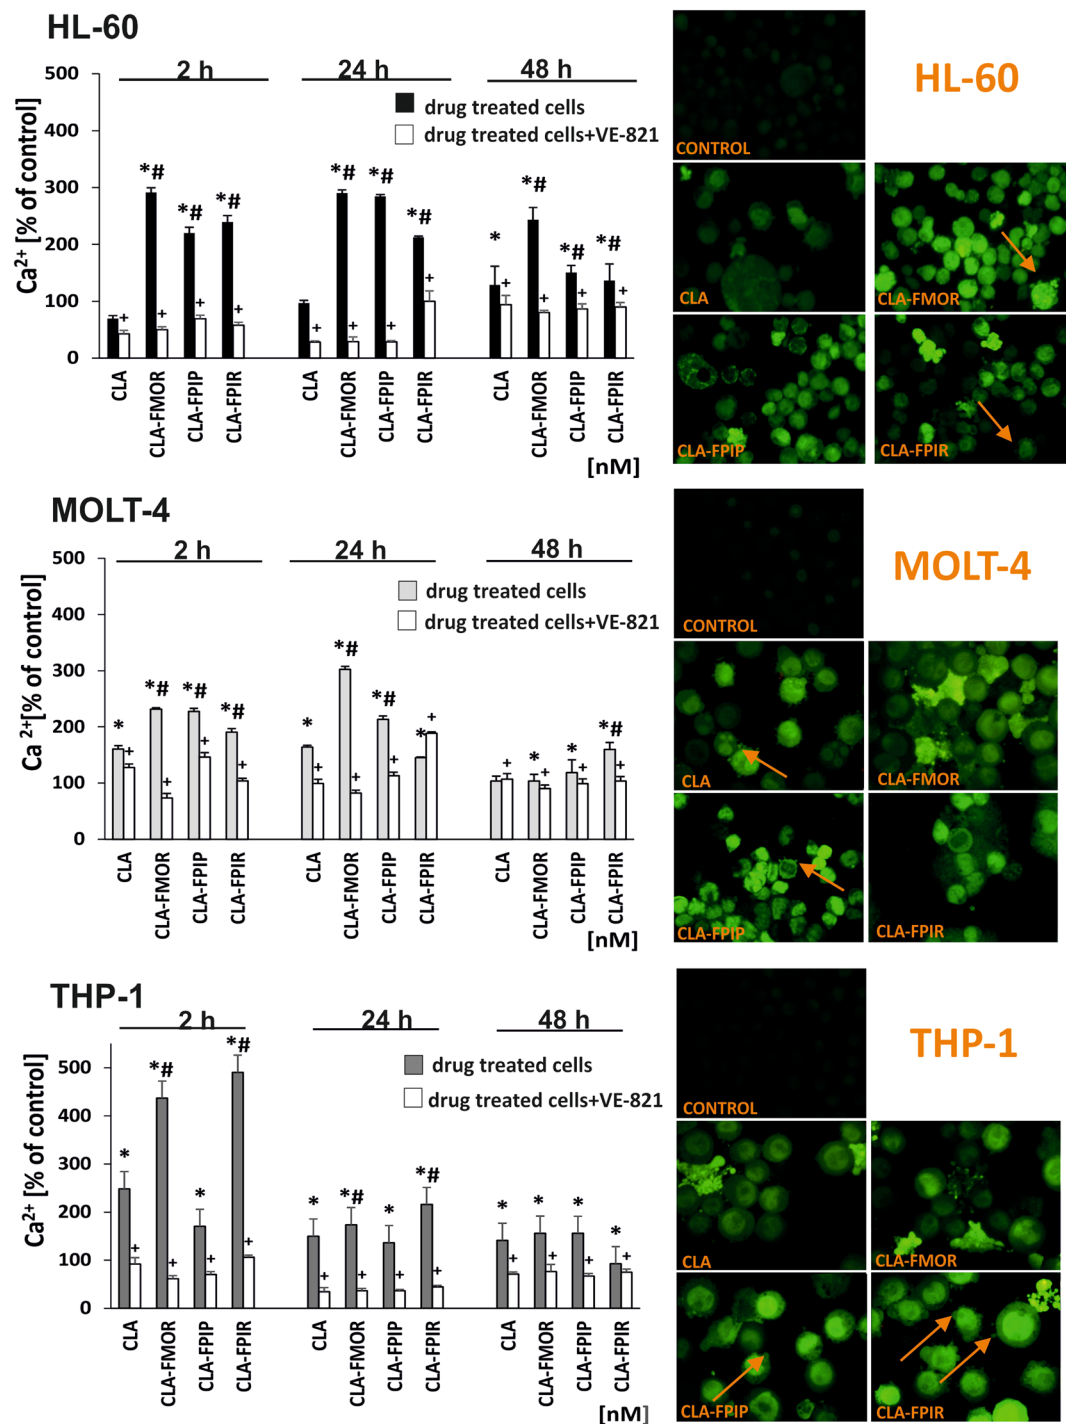 HL-60
2 h 24 h 48 h
500
400
300
200
100
0
Ca2+ [% of control]
drug treated cells
drug treated cells+VE-821
* *# *# *# *# *# *# * *# *# *#
+ + + + + + + + + + + +
CLA CLA-FMOR CLA-FPIP CLA-FPIR CLA CLA-FMOR CLA-FPIP CLA-FPIR CLA CLA-FMOR CLA-FPIP CLA-FPIR
[nM]
HL-60
CONTROL
CLA CLA-FMOR
CLA-FPIP CLA-FPIR
MOLT-4
2 h 24 h 48 h
500
400
300
200
100
0
Ca 2+[% of control]
drug treated cells
drug treated cells+VE-821
* *# *# *# * *# *# * * * *#
+ + + + + + + + + + + +
CLA CLA-FMOR CLA-FPIP CLA-FPIR CLA CLA-FMOR CLA-FPIP CLA-FPIR CLA CLA-FMOR CLA-FPIP CLA-FPIR
[nM]
MOLT-4
CONTROL
CLA CLA-FMOR
CLA-FPIP CLA-FPIR
THP-1
2 h 24 h 48 h
500
400
300
200
100
0
Ca2+ [% of control]
drug treated cells
drug treated cells+VE-821
* *# * *# * *# * *# * * * *
+ + + + + + + + + + + +
CLA CLA-FMOR CLA-FPIP CLA-FPIR CLA CLA-FMOR CLA-FPIP CLA-FPIR CLA CLA-FMOR CLA-FPIP CLA-FPIR
[nM]
THP-1
CONTROL
CLA CLA-FMOR
CLA-FPIP CLA-FPIR